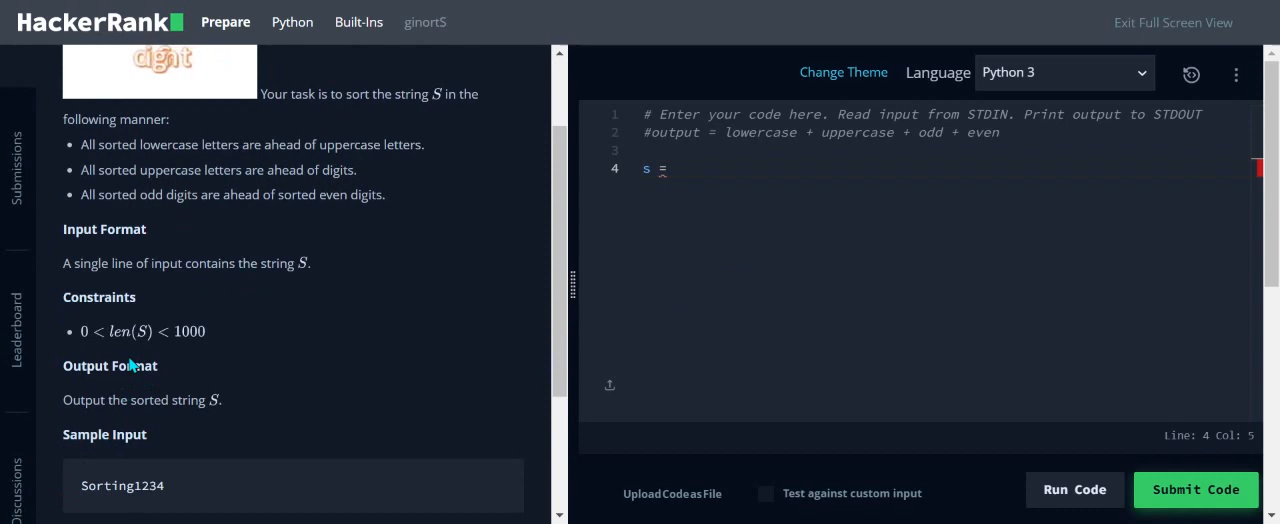 HackerRank Prepare Python Built-Ins ginortS Exit Full Screen View
Your task is to sort the string S in the
following manner:
All sorted lowercase letters are ahead of uppercase letters.
All sorted uppercase letters are ahead of digits.
All sorted odd digits are ahead of sorted even digits.
Input Format
A single line of input contains the string S.
Constraints
0 < len(S) < 1000
Output Format
Output the sorted string S.
Sample Input
Sorting1234
Submissions
Leaderboard
Discussions
Change Theme Language Python 3
1 # Enter your code here. Read input from STDIN. Print output to STDOUT
2 #output = lowercase + uppercase + odd + even
3
4 s =
Line: 4 Col: 5
Upload Code as File Test against custom input Run Code Submit Code